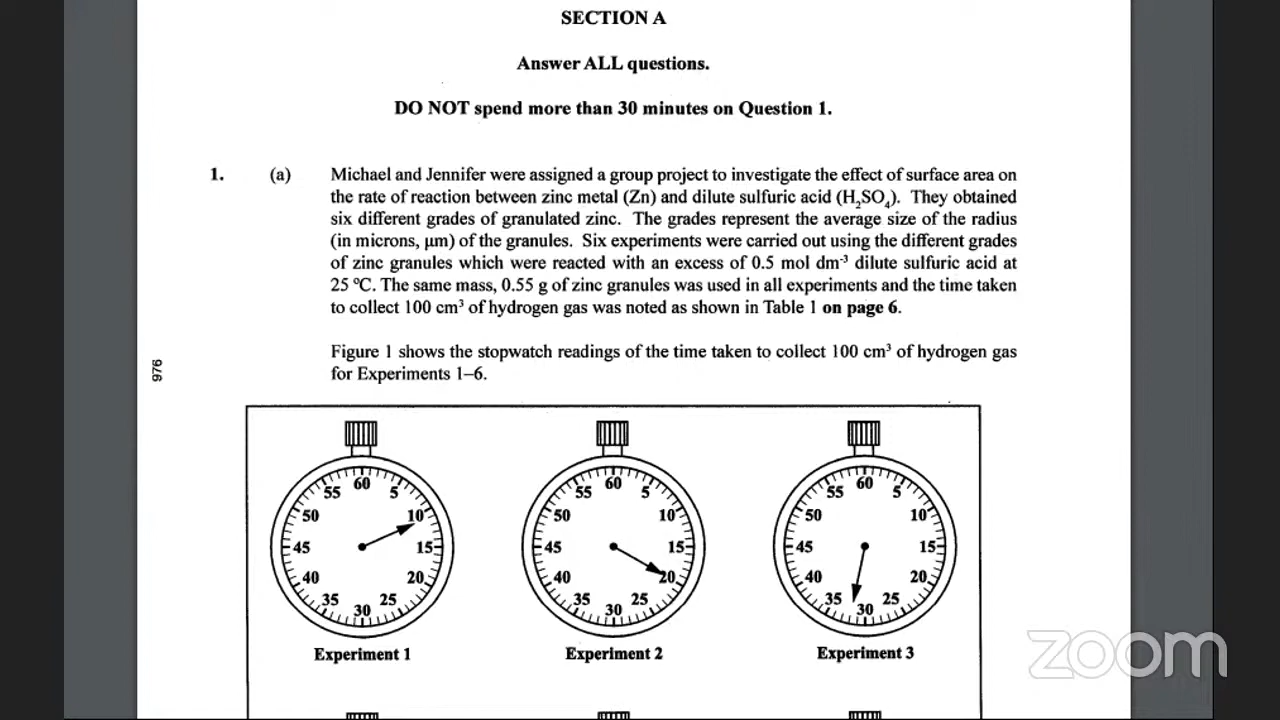 SECTION A
Answer ALL questions.
DO NOT spend more than 30 minutes on Question 1.
1. (a) Michael and Jennifer were assigned a group project to investigate the effect of surface area on
the rate of reaction between zinc metal (Zn) and dilute sulfuric acid (H₂SO₄). They obtained
six different grades of granulated zinc. The grades represent the average size of the radius
(in microns, µm) of the granules. Six experiments were carried out using the different grades
of zinc granules which were reacted with an excess of 0.5 mol dm⁻³ dilute sulfuric acid at
25 ºC. The same mass, 0.55 g of zinc granules was used in all experiments and the time taken
to collect 100 cm³ of hydrogen gas was noted as shown in Table 1 on page 6.
Figure 1 shows the stopwatch readings of the time taken to collect 100 cm³ of hydrogen gas
for Experiments 1–6.
976
60 5 10 15 20 25 30 35 40 45 50 55
60 5 10 15 20 25 30 35 40 45 50 55
60 5 10 15 20 25 30 35 40 45 50 55
Experiment 1 Experiment 2 Experiment 3
zoom